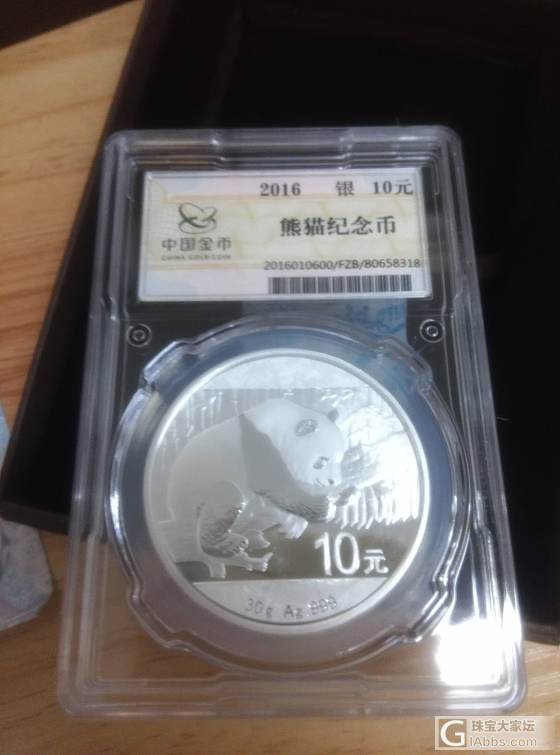 2016 银 10元
中国金币
CHINA GOLD COIN
熊猫纪念币
2016010600/FZB/80658318
10元
30g Ag .999
G 珠宝大家坛
GIAbbs.com